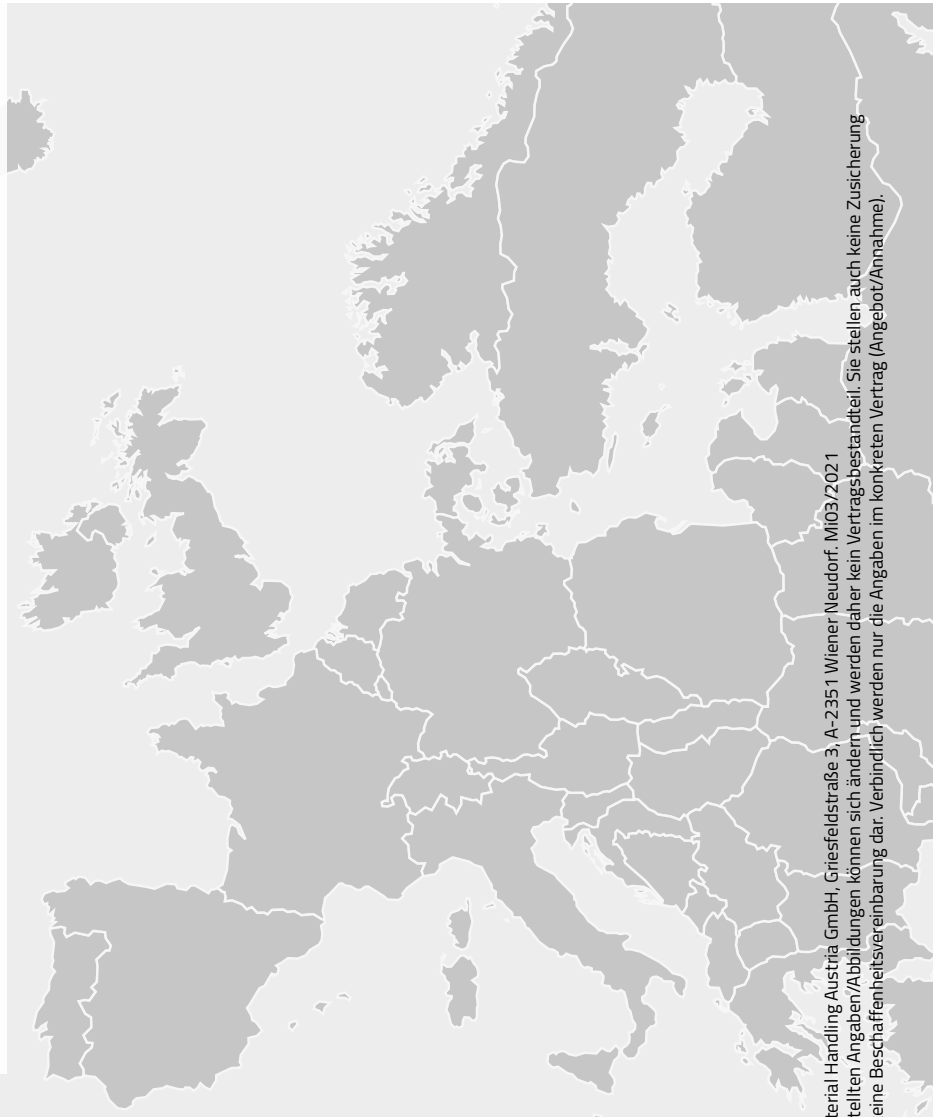 terial Handling Austria GmbH, Griesfeldstraße 3, A-2351 Wiener Neudorf. Mi03/2021
tellten Angaben/Abbildungen können sich ändern und werden daher kein Vertragsbestandteil. Sie stellen auch keine Zusicherung
eine Beschaffenheitsvereinbarung dar. Verbindlich werden nur die Angaben im konkreten Vertrag (Angebot/Annahme).